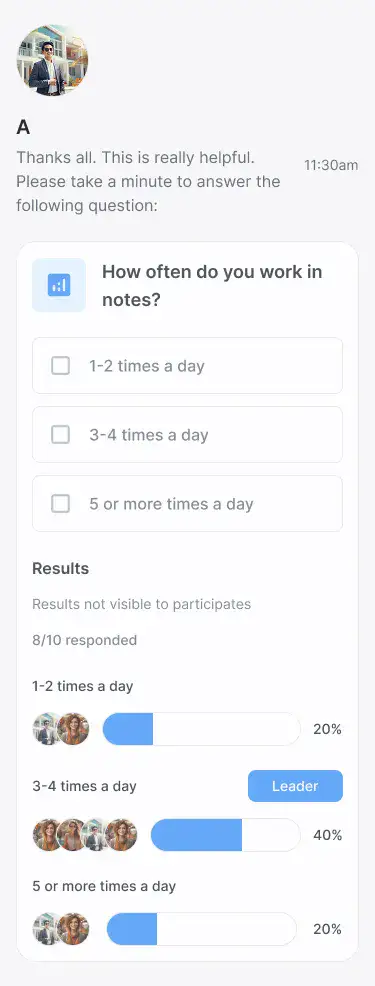 A
Thanks all. This is really helpful.
11:30am
Please take a minute to answer the
following question:
How often do you work in
notes?
1-2 times a day
3-4 times a day
5 or more times a day
Results
Results not visible to participates
8/10 responded
1-2 times a day
20%
3-4 times a day
Leader
40%
5 or more times a day
20%